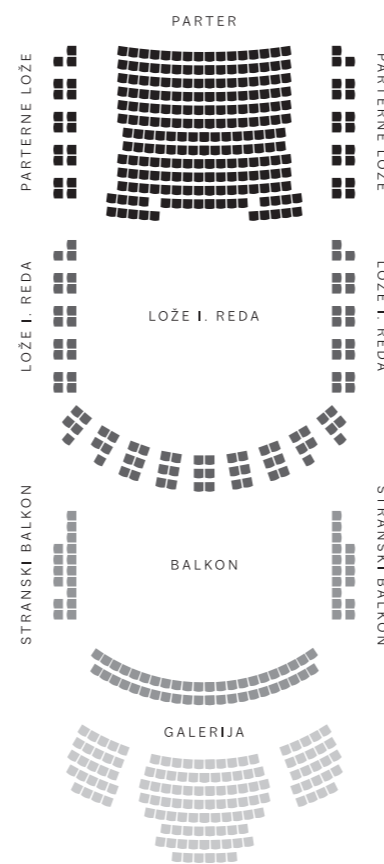 PARTER
PARTERNE LOŽE
PARTERNE LOŽE
LOŽE I. REDA
LOŽE I. REDA
LOŽE I. REDA
STRANSKI BALKON
BALKON
STRANSKI BALKON
GALERIJA